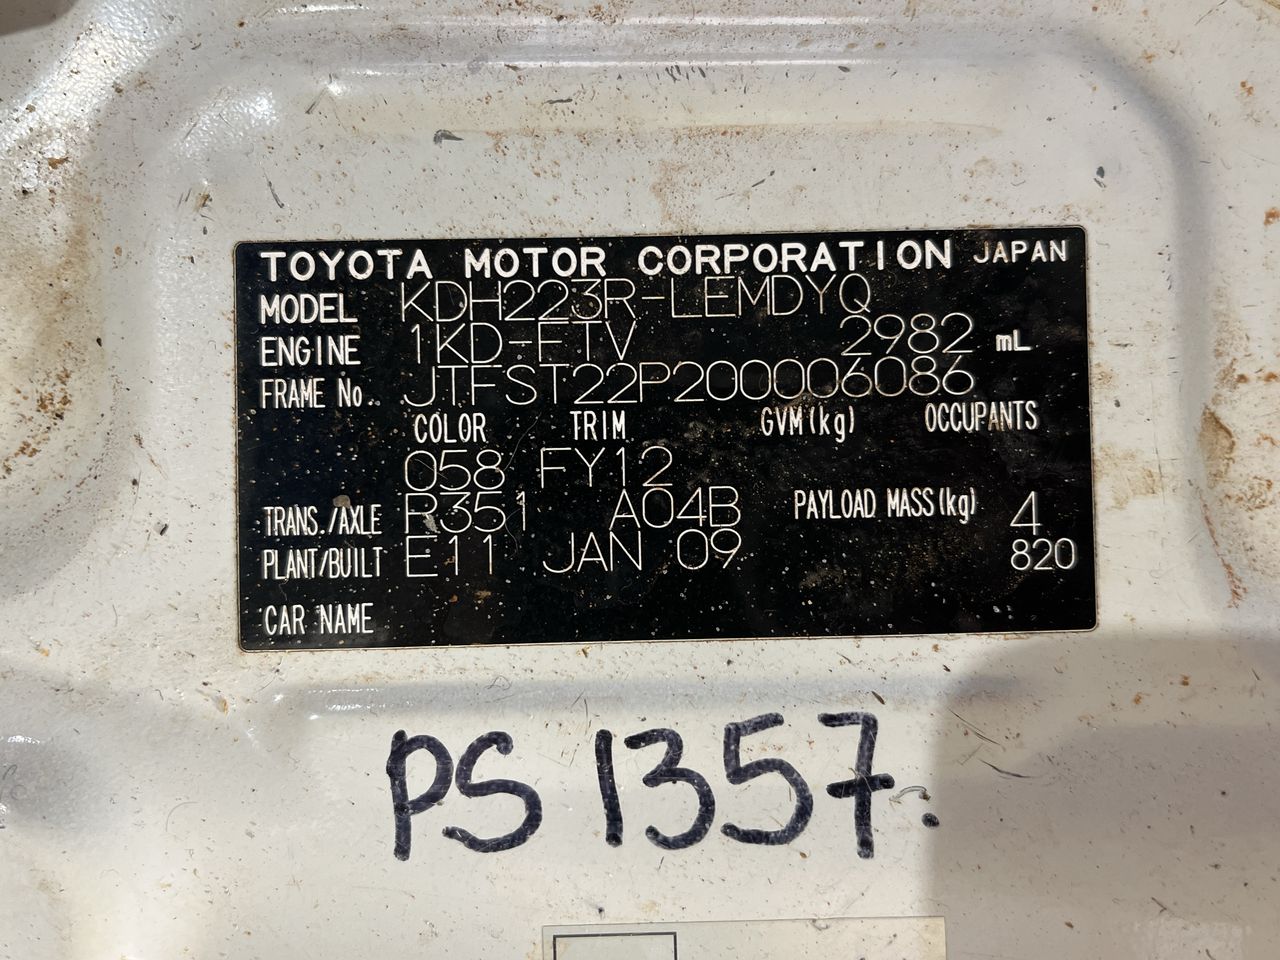 TOYOTA MOTOR CORPORATION JAPAN
MODEL KDH223R-LEMDYQ
ENGINE 1KD-FTV 2982 mL
FRAME No. JTFST22P200006086
COLOR TRIM GVM(kg) OCCUPANTS
058 FY12
TRANS./AXLE R351 A04B PAYLOAD MASS(kg) 4
PLANT/BUILT E11 JAN 09 820
CAR NAME
PS 1357.